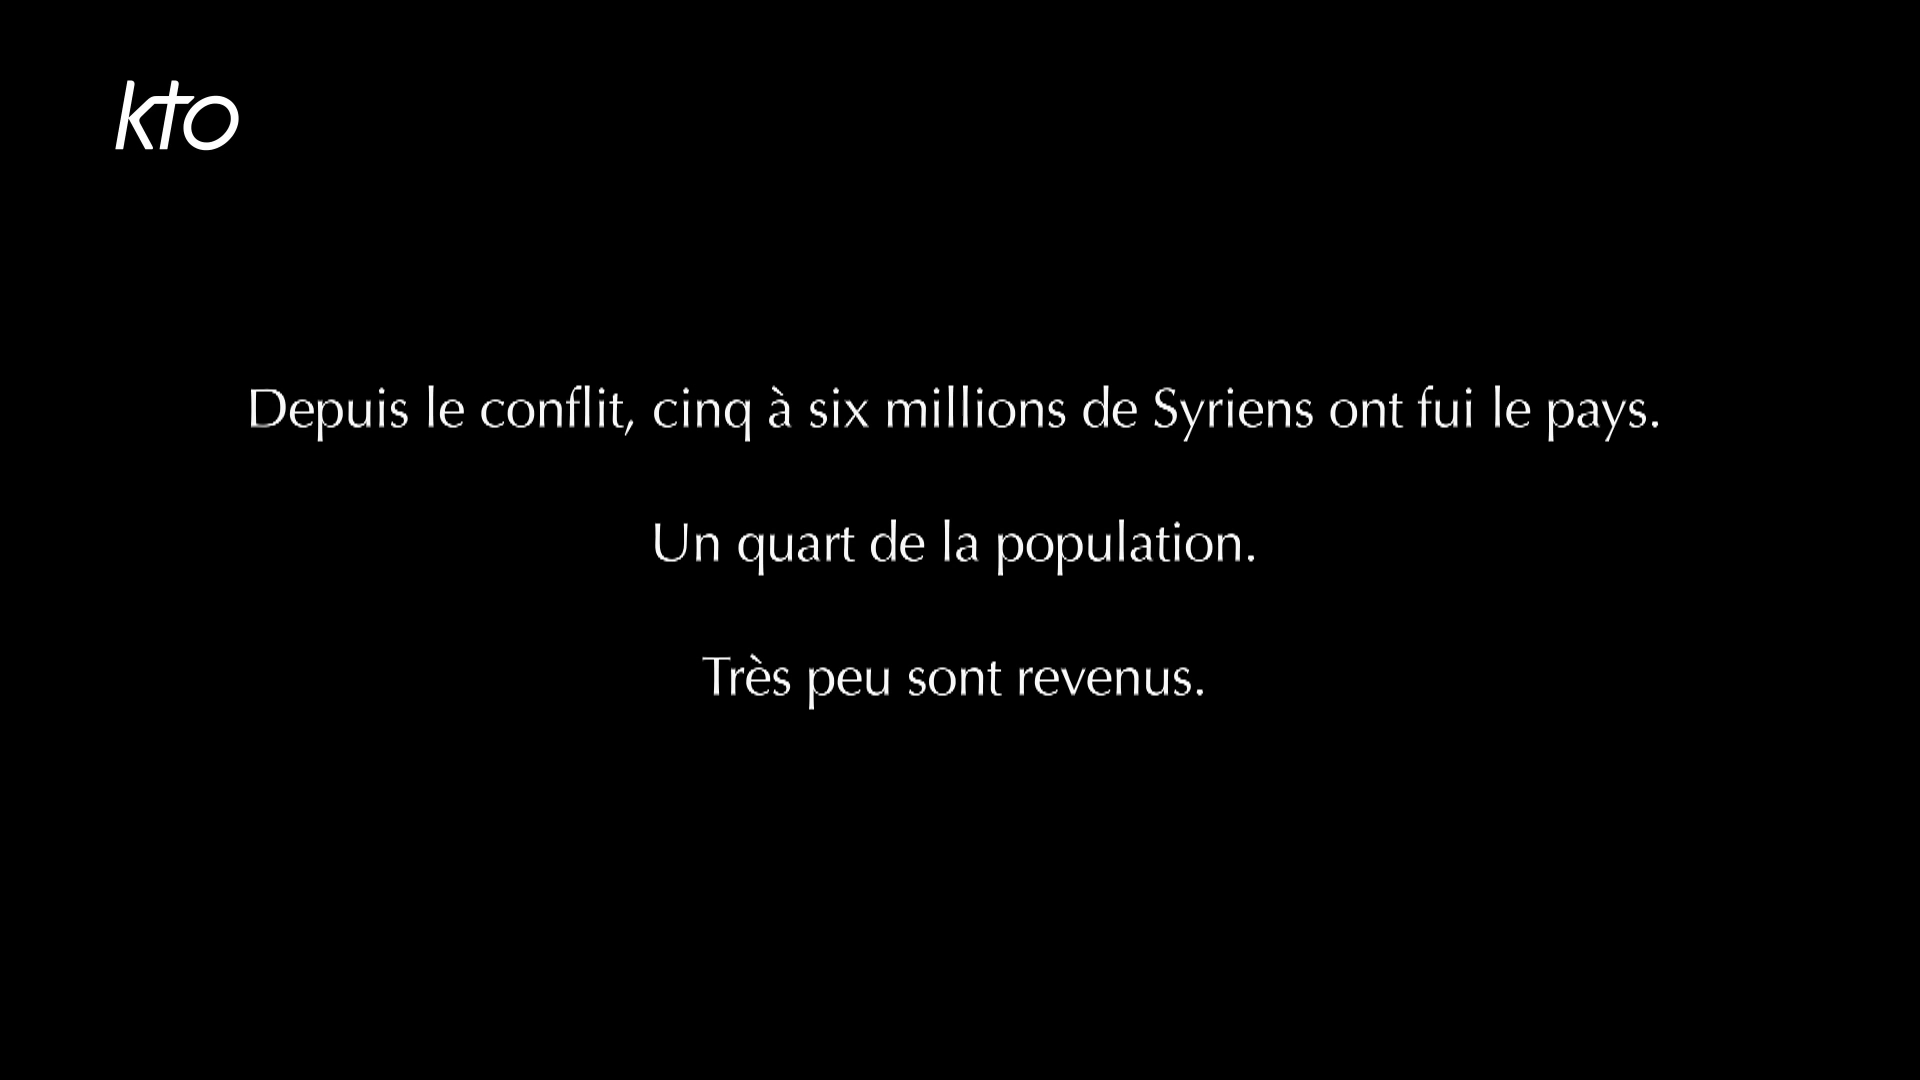 kto
Depuis le conflit, cinq à six millions de Syriens ont fui le pays.
Un quart de la population.
Très peu sont revenus.